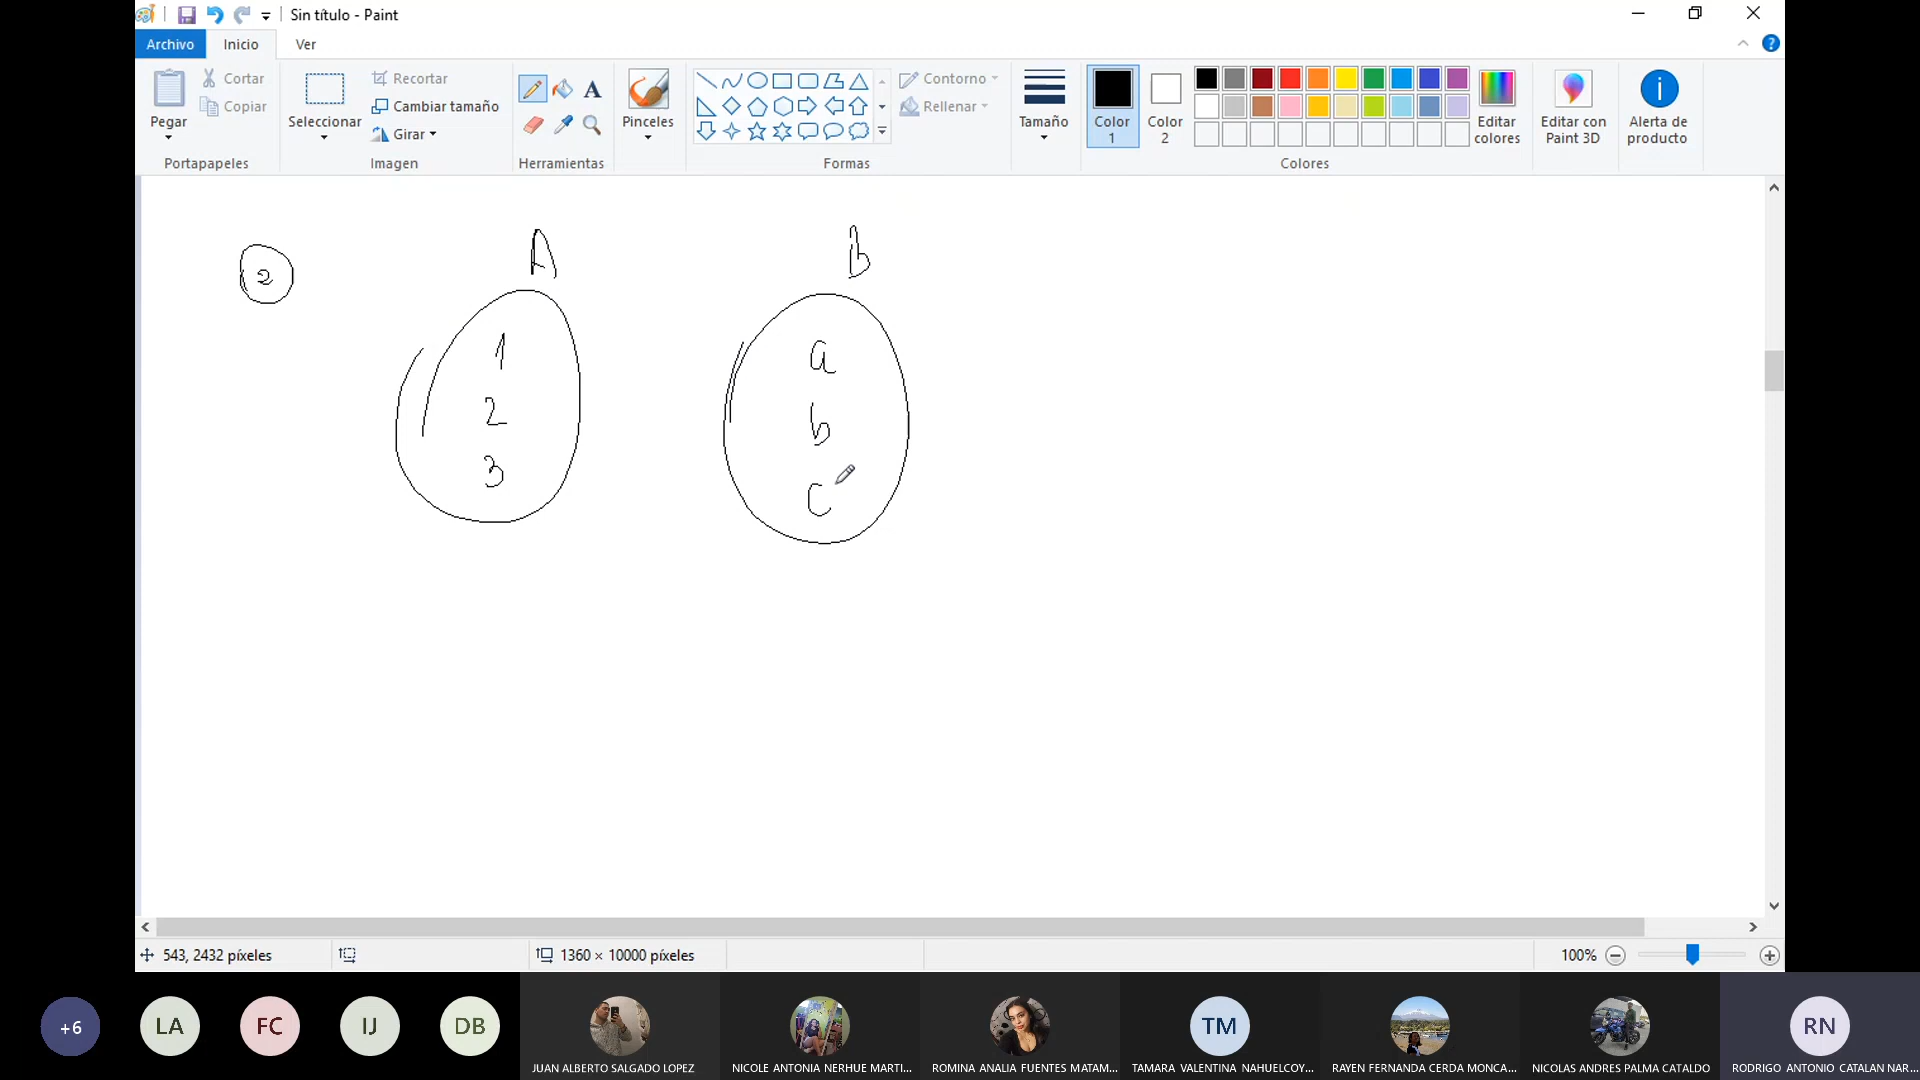 Sin título - Paint
Archivo Inicio Ver
Pegar
Cortar
Copiar
Portapapeles
Seleccionar
Recortar
Cambiar tamaño
Girar
Imagen
A
Herramientas
Pinceles
Formas
Contorno
Rellenar
Tamaño
Color 1
Color 2
Colores
Editar colores
Editar con Paint 3D
Alerta de producto
2
A B
1 a
2 b
3 c
543, 2432 píxeles
1360 × 10000 píxeles
100%
+6 LA FC IJ DB TM RN
JUAN ALBERTO SALGADO LOPEZ
NICOLE ANTONIA NERHUE MARTI...
ROMINA ANALIA FUENTES MATAM...
TAMARA VALENTINA NAHUELCOY...
RAYEN FERNANDA CERDA MONCA...
NICOLAS ANDRES PALMA CATALDO
RODRIGO ANTONIO CATALAN NAR...